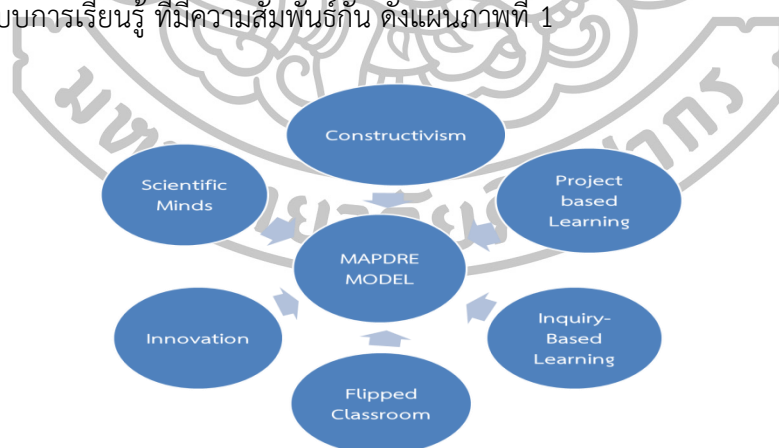 บบการเรียนรู้ ที่มีความสัมพันธ์กัน ดังแผนภาพที่ 1
Constructivism
Scientific
Minds
Project
based
Learning
MAPDRE
MODEL
Innovation
Inquiry-
Based
Learning
Flipped
Classroom